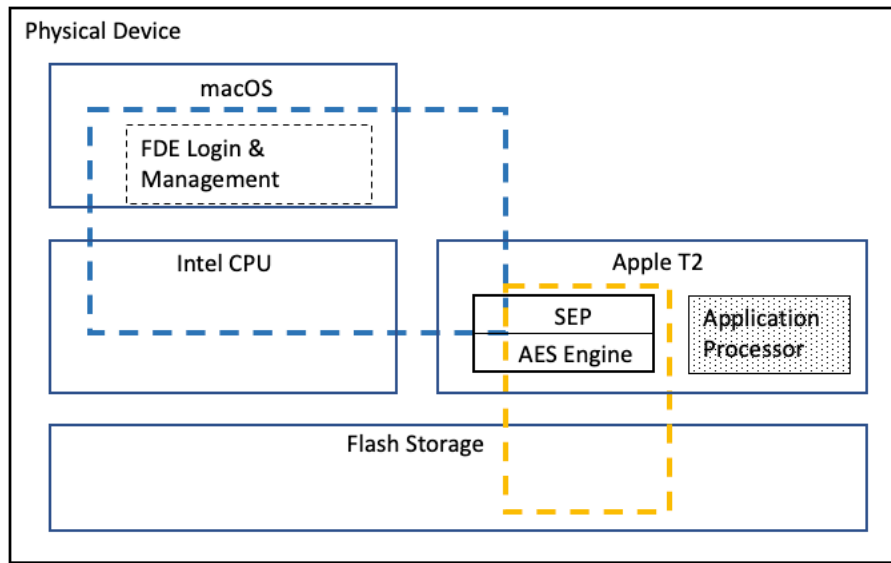 Physical Device
macOS
FDE Login &
Management
Intel CPU
Apple T2
SEP
AES Engine
Application
Processor
Flash Storage